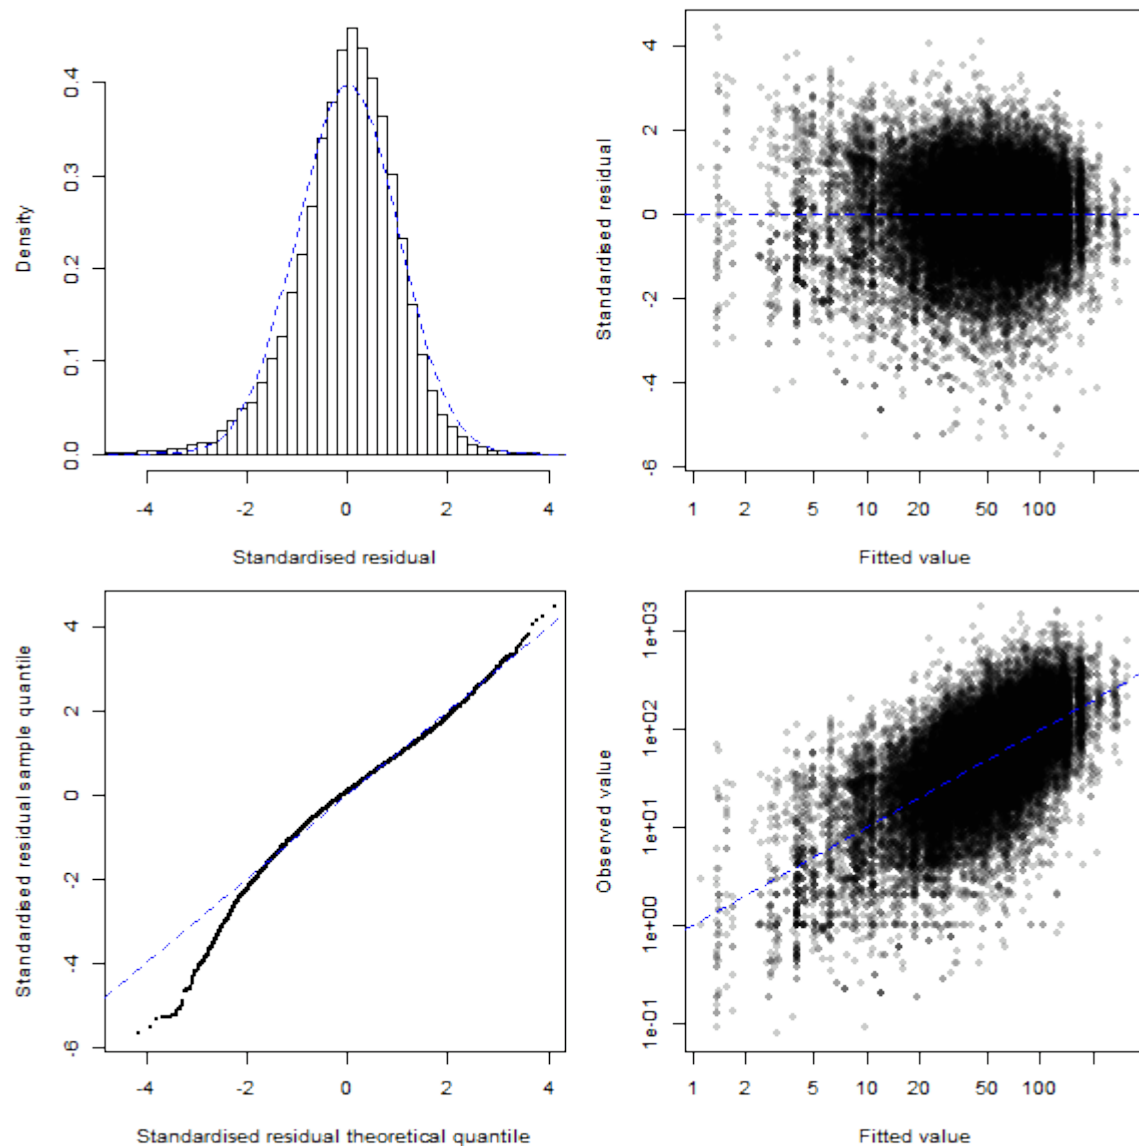 Density
0.0 0.1 0.2 0.3 0.4
-4 -2 0 2 4
Standardised residual
Standardised residual
-6 -4 -2 0 2 4
1 2 5 10 20 50 100
Fitted value
Standardised residual sample quantile
-6 -4 -2 0 2 4
-4 -2 0 2 4
Standardised residual theoretical quantile
Observed value
1e-01 1e+00 1e+01 1e+02 1e+03
1 2 5 10 20 50 100
Fitted value